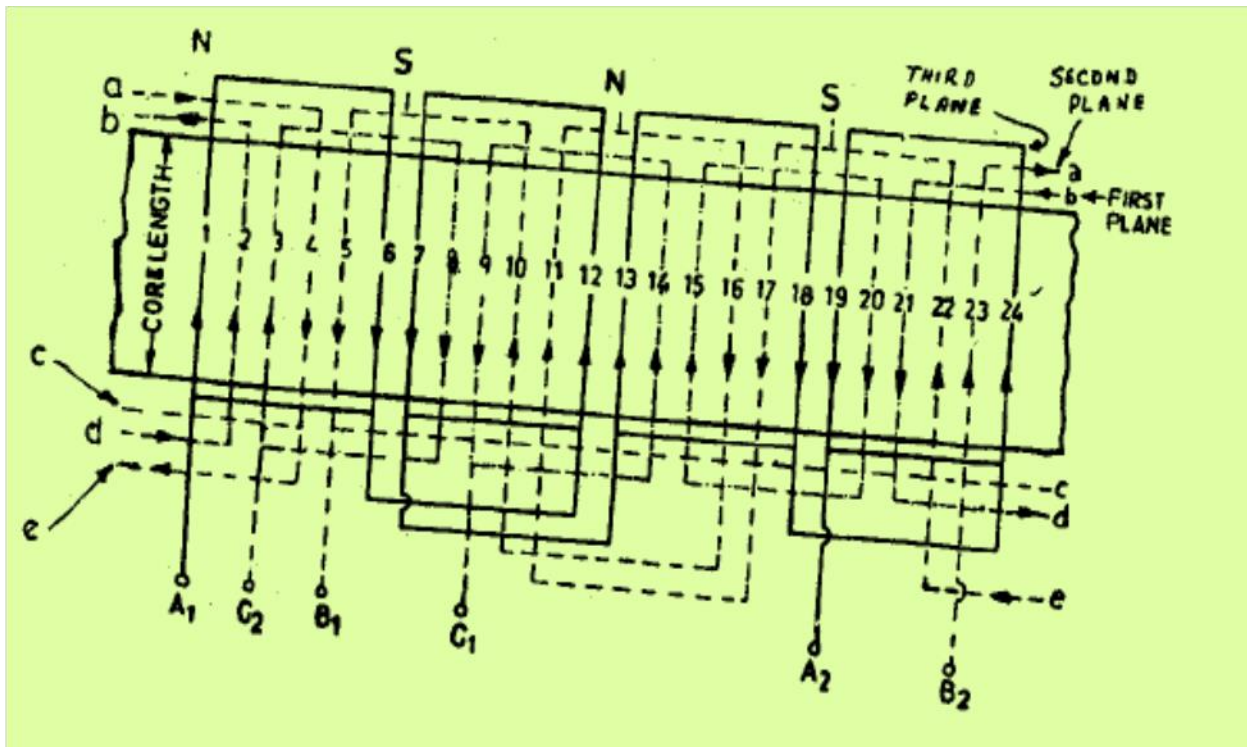 N
S
N
S
THIRD PLANE
SECOND PLANE
a
b
a
b
FIRST PLANE
CORE LENGTH
1 2 3 4 5 6 7 8 9 10 11 12 13 14 15 16 17 18 19 20 21 22 23 24
c
d
e
c
d
e
A1
C2
B1
C1
A2
B2